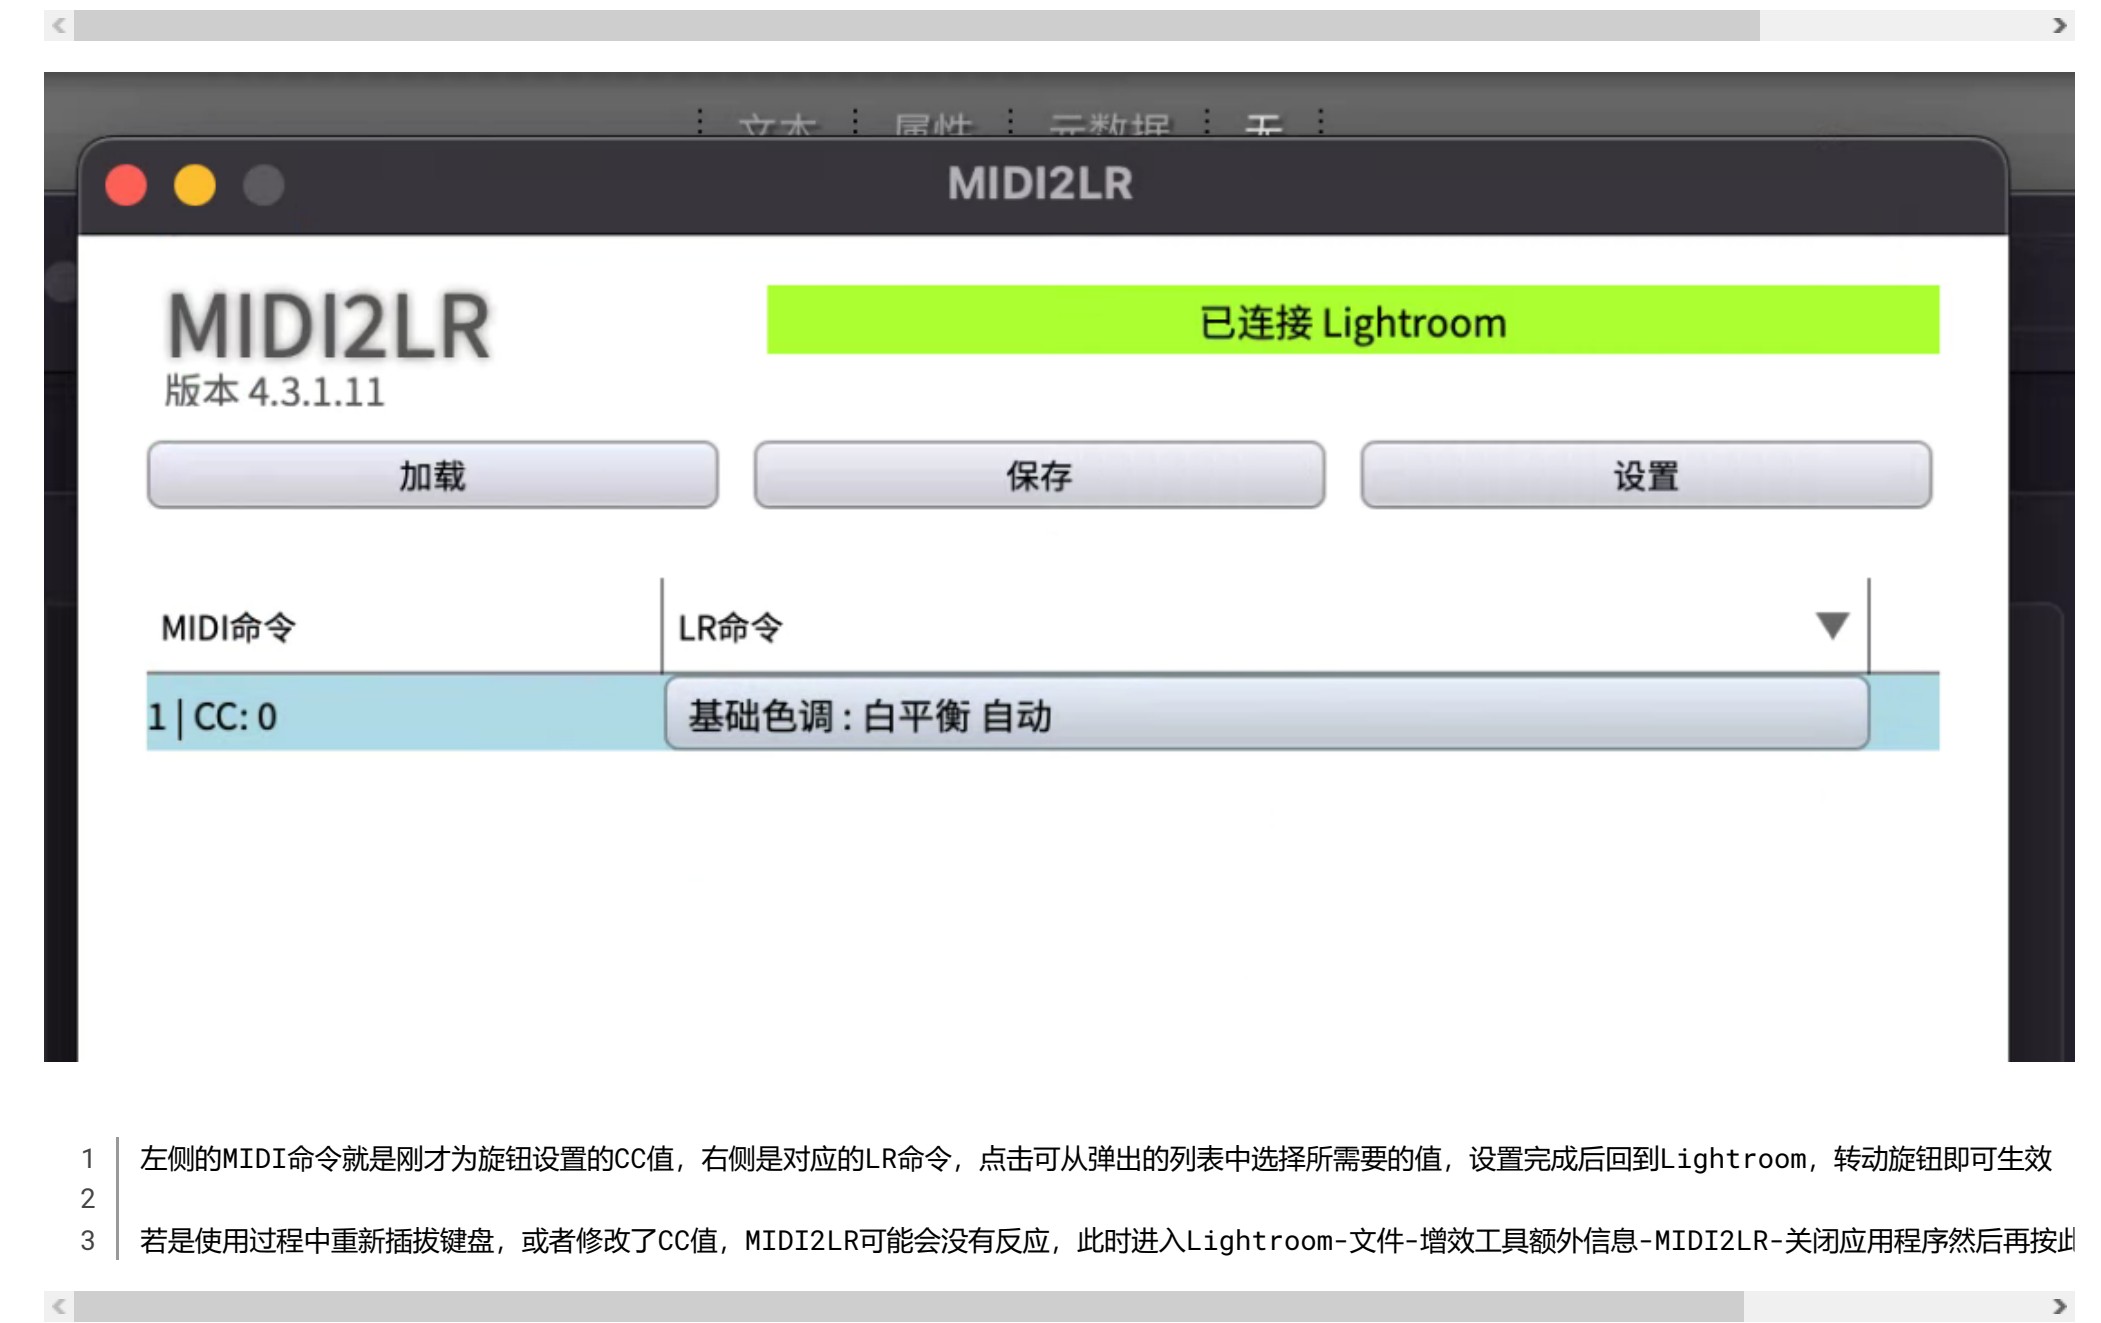 文本 属性 元数据 无
MIDI2LR
MIDI2LR
已连接 Lightroom
版本 4.3.1.11
加载 保存 设置
MIDI命令 LR命令
1 | CC: 0 基础色调 : 白平衡 自动
1 左侧的MIDI命令就是刚才为旋钮设置的CC值，右侧是对应的LR命令，点击可从弹出的列表中选择所需要的值，设置完成后回到Lightroom，转动旋钮即可生效
2
3 若是使用过程中重新插拔键盘，或者修改了CC值，MIDI2LR可能会没有反应，此时进入Lightroom-文件-增效工具额外信息-MIDI2LR-关闭应用程序然后再按此